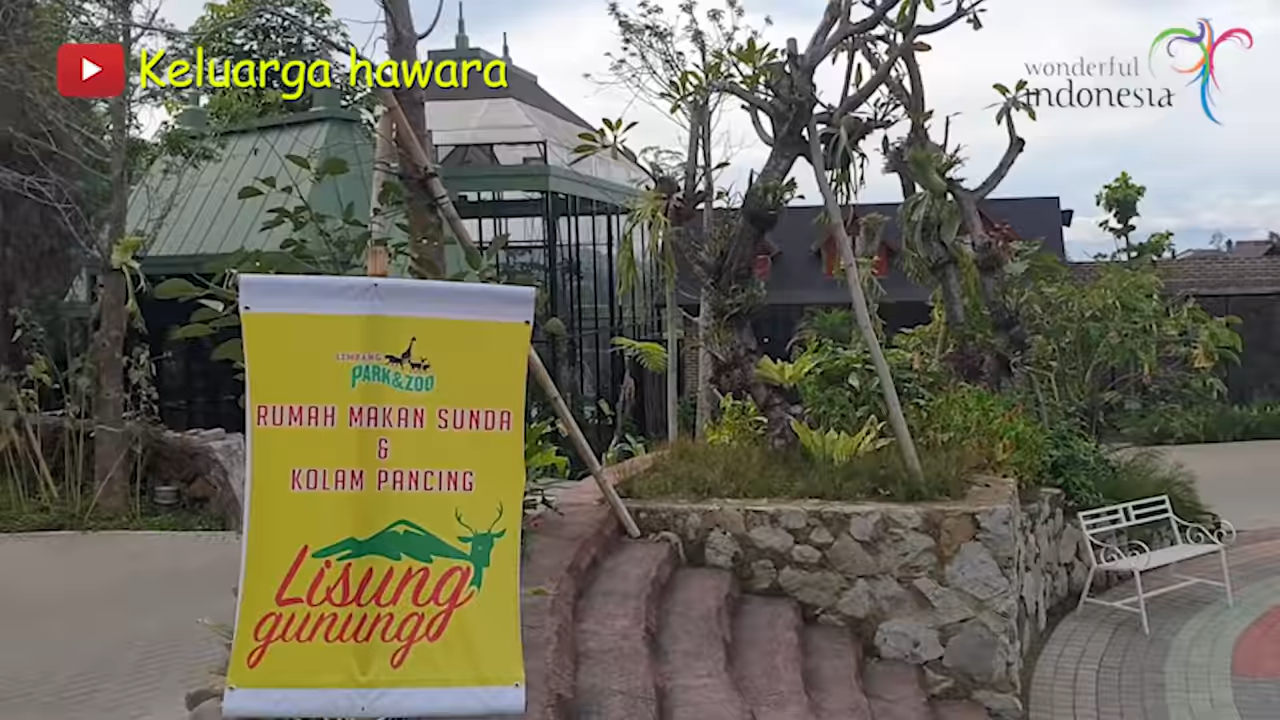 Keluarga hawara
wonderful
indonesia
LEMBANG
PARK&ZOO
RUMAH MAKAN SUNDA
&
KOLAM PANCING
Lisung
gunung